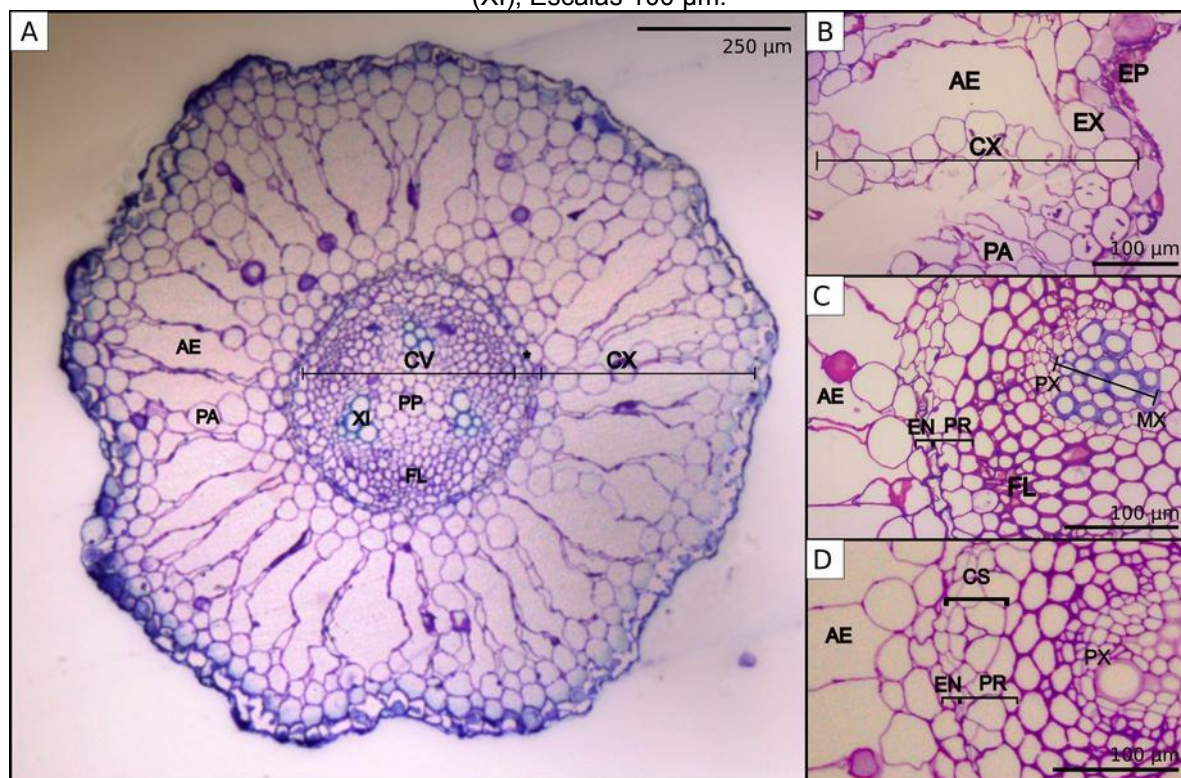 (XI), Escalas 100 µm.
A
250 µm
AE
CV
*
CX
PP
PA
XI
FL
B
AE
EP
EX
CX
PA
100 µm
C
AE
PX
MX
EN PR
FL
100 µm
D
CS
AE
PX
EN PR
100 µm